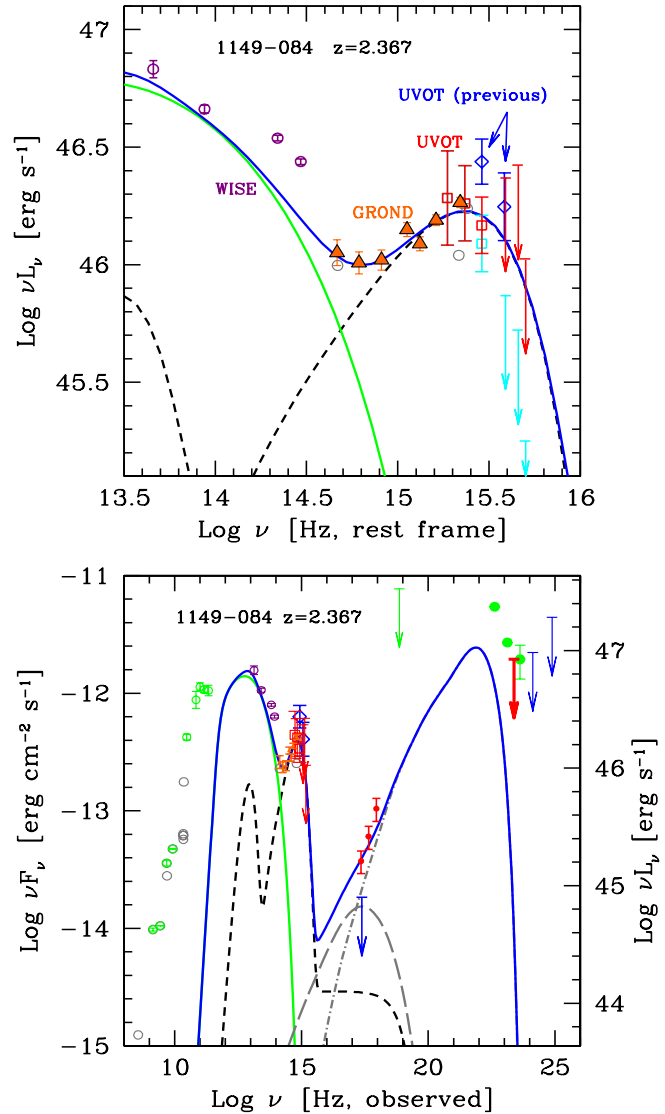 47
1149-084 z=2.367
UVOT (previous)
UVOT
46.5
WISE
GROND
46
45.5
Log νL_ν [erg s⁻¹]
13.5 14 14.5 15 15.5 16
Log ν [Hz, rest frame]
-11
1149-084 z=2.367
47
-12
46
-13
45
-14
44
-15
Log νF_ν [erg cm⁻² s⁻¹]
Log νL_ν [erg s⁻¹]
10 15 20 25
Log ν [Hz, observed]